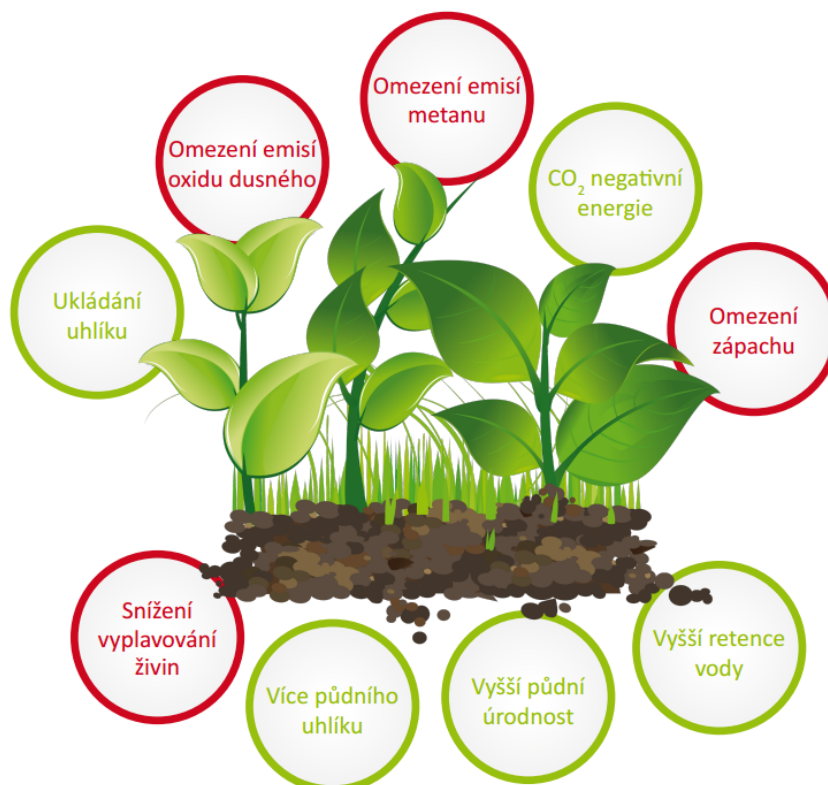 Omezení emisí
metanu
Omezení emisí
oxidu dusného
CO₂ negativní
energie
Ukládání
uhlíku
Omezení
zápachu
Snížení
vyplavování
živin
Více půdního
uhlíku
Vyšší půdní
úrodnost
Vyšší retence
vody